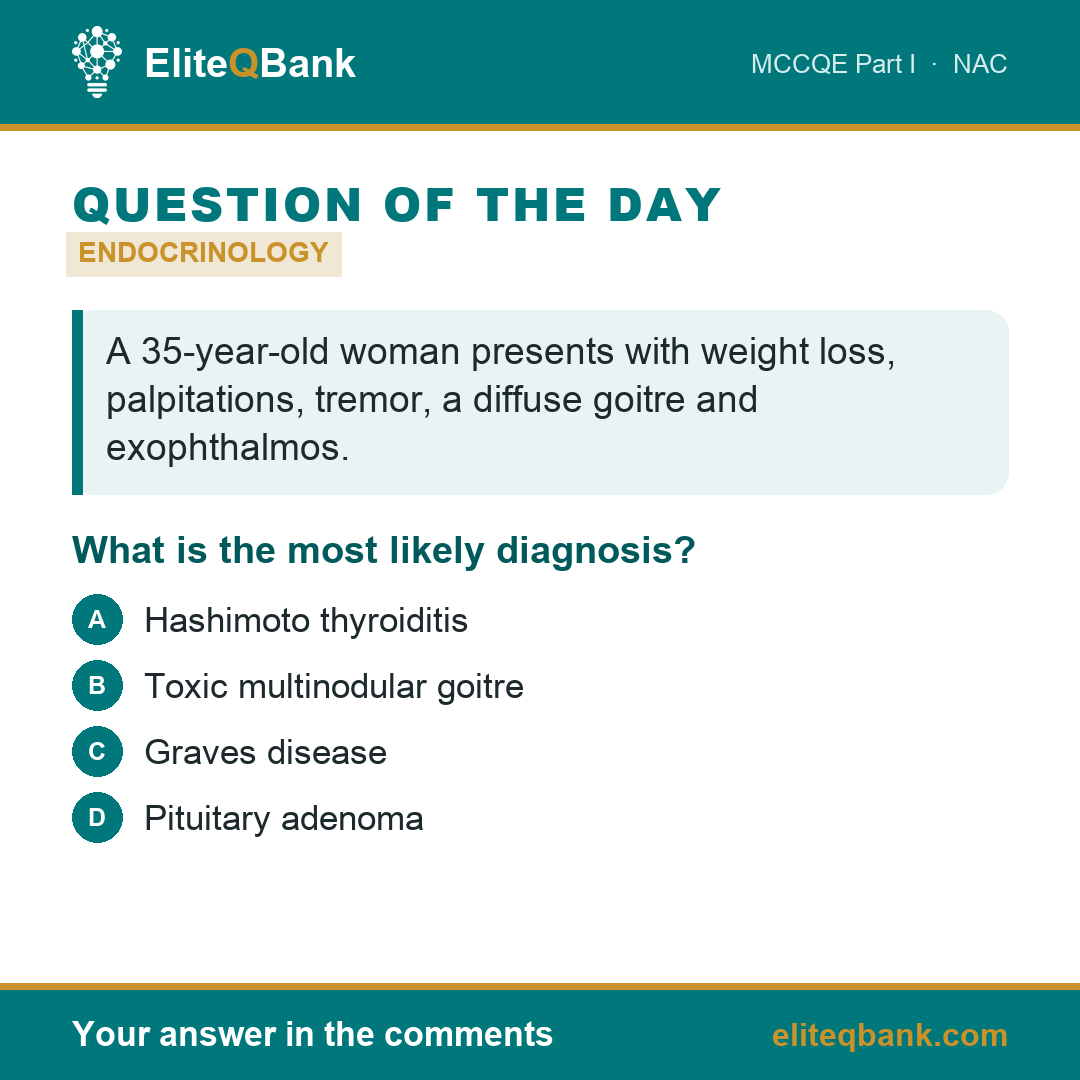 EliteQBank
MCCQE Part I · NAC
QUESTION OF THE DAY
ENDOCRINOLOGY
A 35-year-old woman presents with weight loss,
palpitations, tremor, a diffuse goitre and
exophthalmos.
What is the most likely diagnosis?
A Hashimoto thyroiditis
B Toxic multinodular goitre
C Graves disease
D Pituitary adenoma
Your answer in the comments
eliteqbank.com